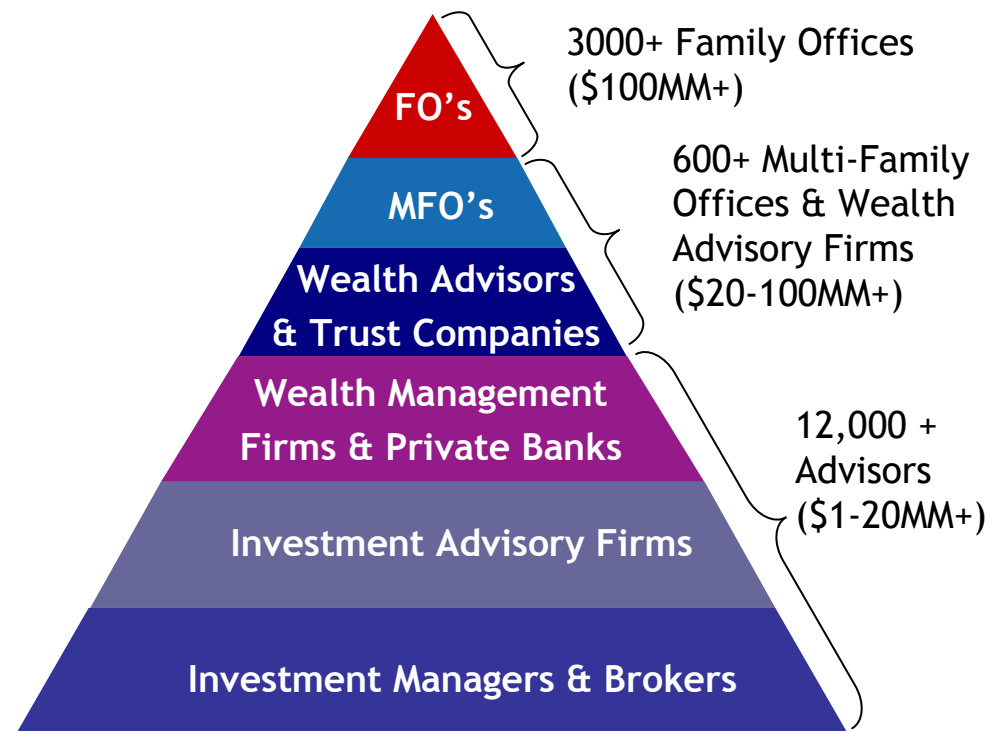 FO’s
3000+ Family Offices
($100MM+)
MFO’s
600+ Multi-Family
Offices & Wealth
Advisory Firms
($20-100MM+)
Wealth Advisors
& Trust Companies
Wealth Management
Firms & Private Banks
12,000 +
Advisors
($1-20MM+)
Investment Advisory Firms
Investment Managers & Brokers